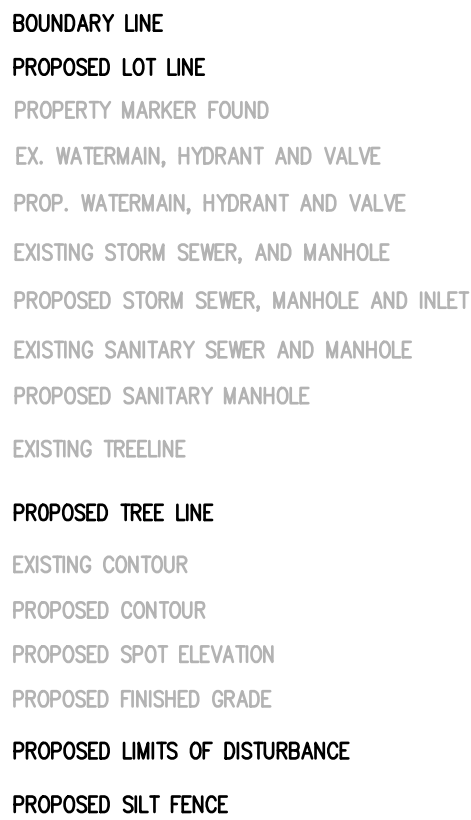 BOUNDARY LINE
PROPOSED LOT LINE
PROPERTY MARKER FOUND
EX. WATERMAIN, HYDRANT AND VALVE
PROP. WATERMAIN, HYDRANT AND VALVE
EXISTING STORM SEWER, AND MANHOLE
PROPOSED STORM SEWER, MANHOLE AND INLET
EXISTING SANITARY SEWER AND MANHOLE
PROPOSED SANITARY MANHOLE
EXISTING TREELINE
PROPOSED TREE LINE
EXISTING CONTOUR
PROPOSED CONTOUR
PROPOSED SPOT ELEVATION
PROPOSED FINISHED GRADE
PROPOSED LIMITS OF DISTURBANCE
PROPOSED SILT FENCE